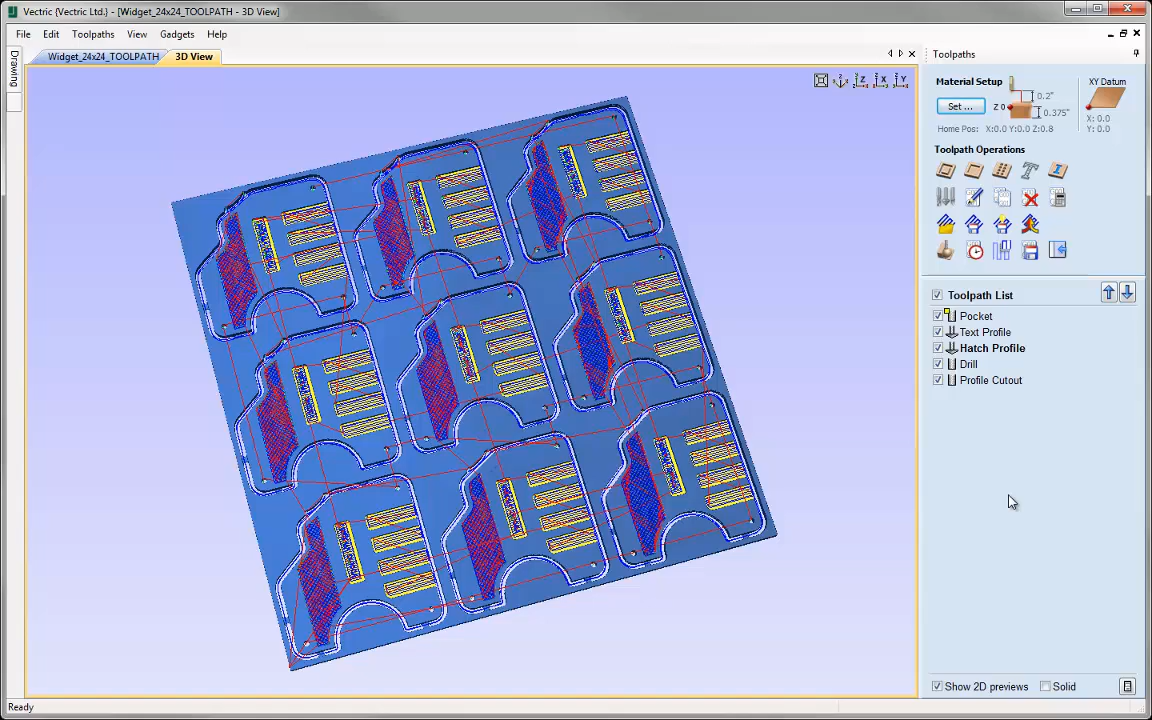 Vectric {Vectric Ltd.} - [Widget_24x24_TOOLPATH - 3D View]
File Edit Toolpaths View Gadgets Help
Drawing
Widget_24x24_TOOLPATH 3D View
Z X Y
Toolpaths
Material Setup
Set ...
Z 0
0.2"
0.375"
XY Datum
X: 0.0
Y: 0.0
Home Pos: X:0.0 Y:0.0 Z:0.8
Toolpath Operations
Toolpath List
Pocket
Text Profile
Hatch Profile
Drill
Profile Cutout
Show 2D previews Solid
Ready